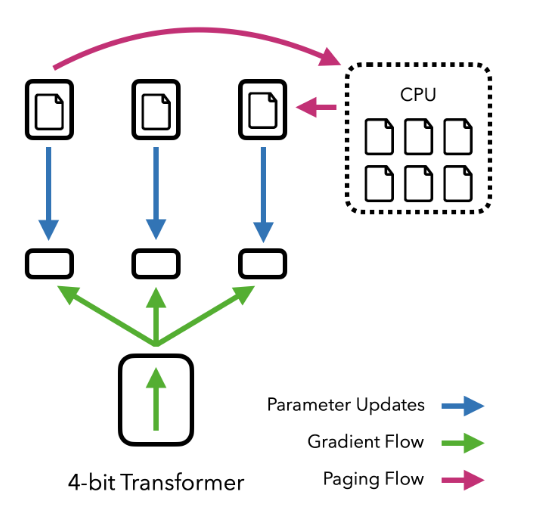 CPU
Parameter Updates
Gradient Flow
4-bit Transformer
Paging Flow